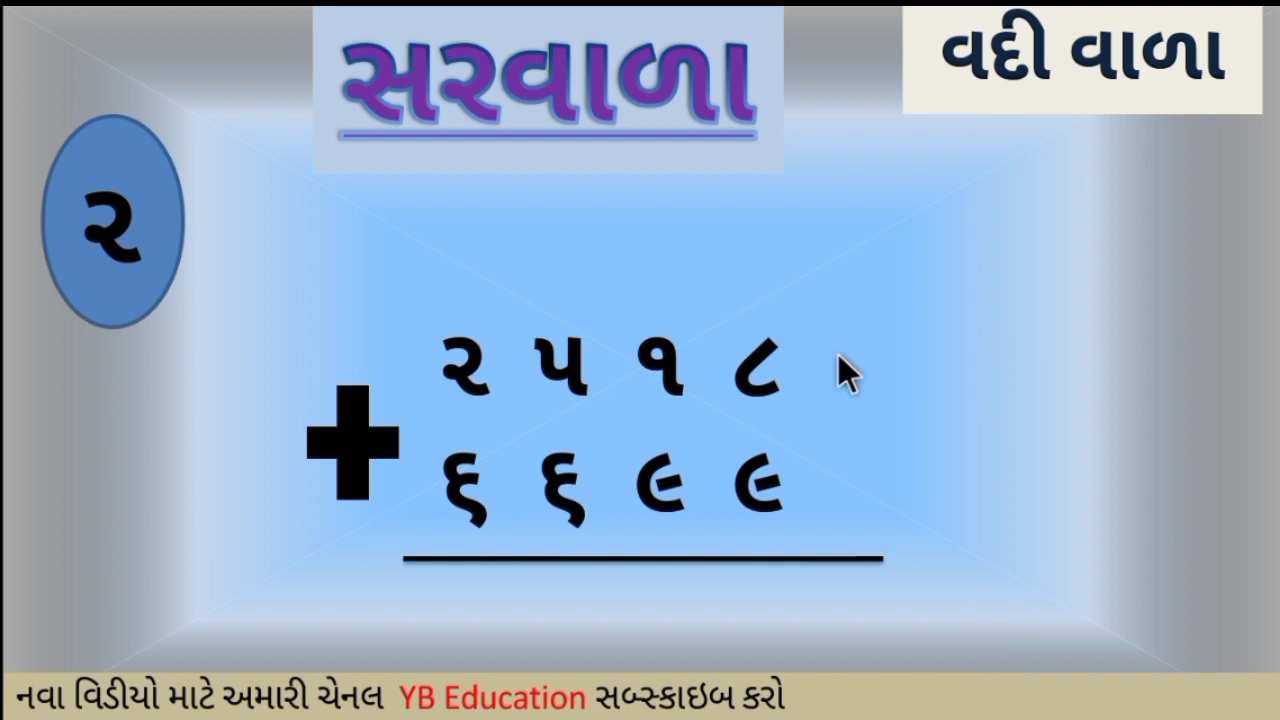 સરવાળા
વદી વાળા
૨
૨ ૫ ૧ ૮
+ ૬ ૬ ૯ ૯
નવા વિડીયો માટે અમારી ચેનલ YB Education સબ્સ્કાઇબ કરો